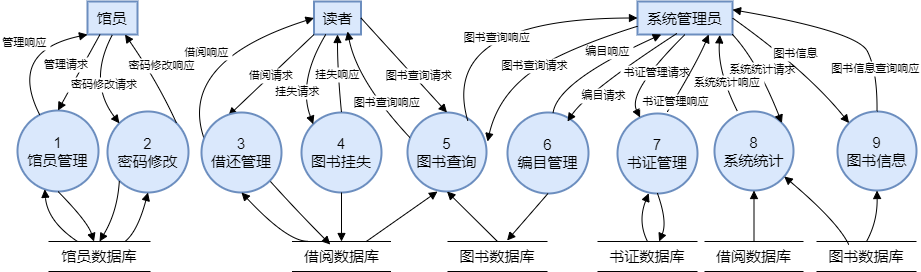 馆员
读者
系统管理员
管理响应
管理请求
密码修改请求
密码修改响应
借阅响应
借阅请求
挂失请求
挂失响应
图书查询请求
图书查询响应
图书查询响应
图书查询请求
编目响应
编目请求
书证管理请求
书证管理响应
系统统计请求
系统统计响应
图书信息
图书信息查询响应
1
馆员管理
2
密码修改
3
借还管理
4
图书挂失
5
图书查询
6
编目管理
7
书证管理
8
系统统计
9
图书信息
馆员数据库
借阅数据库
图书数据库
书证数据库
借阅数据库
图书数据库